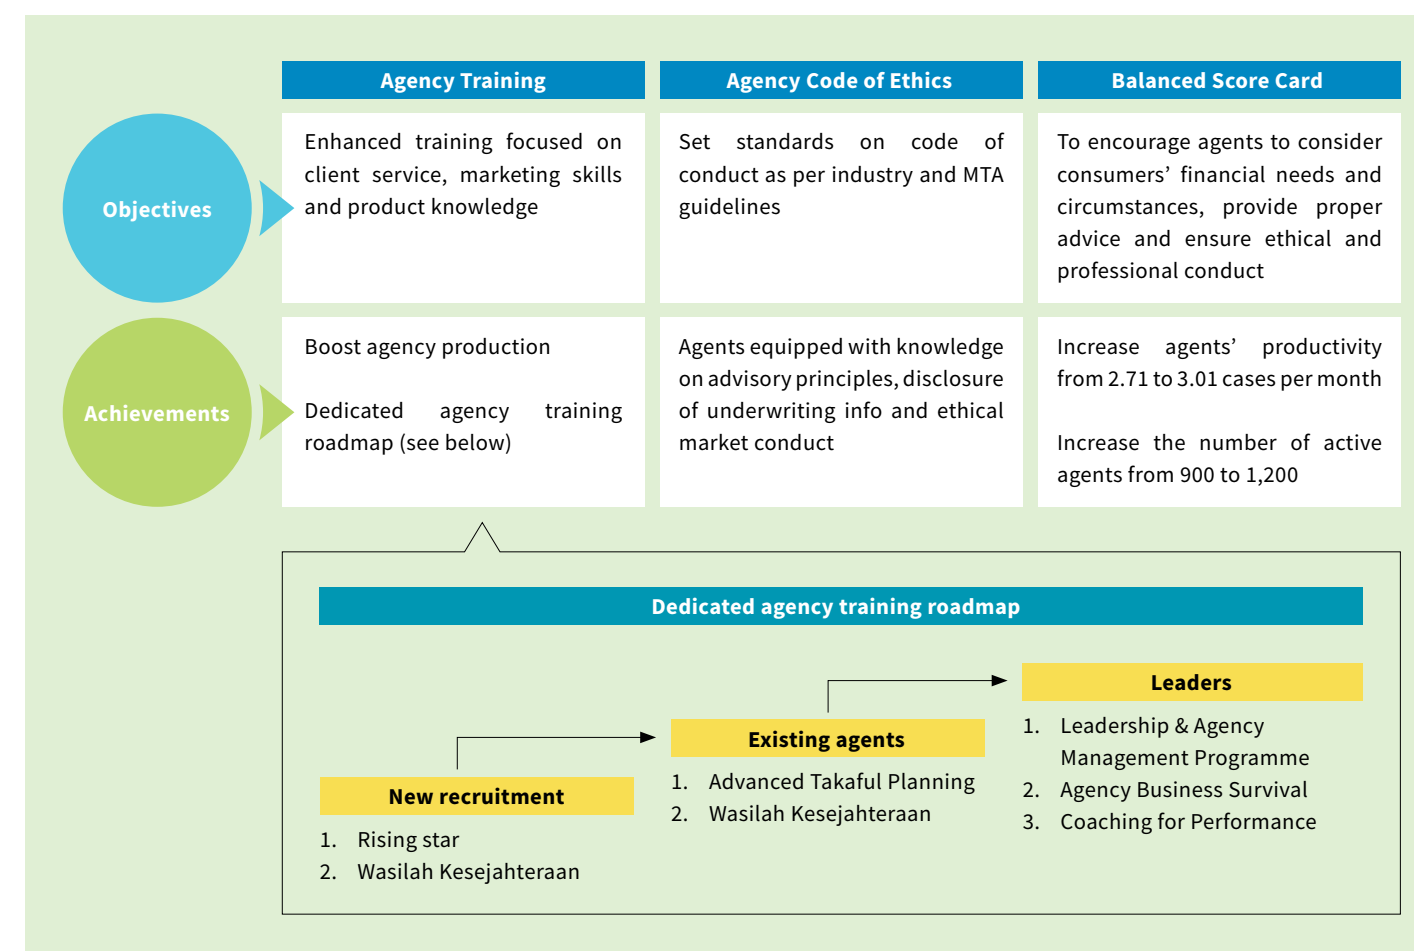 Agency Training
Agency Code of Ethics
Balanced Score Card
Objectives
Enhanced training focused on
client service, marketing skills
and product knowledge
Set standards on code of
conduct as per industry and MTA
guidelines
To encourage agents to consider
consumers’ financial needs and
circumstances, provide proper
advice and ensure ethical and
professional conduct
Achievements
Boost agency production
Dedicated agency training
roadmap (see below)
Agents equipped with knowledge
on advisory principles, disclosure
of underwriting info and ethical
market conduct
Increase agents’ productivity
from 2.71 to 3.01 cases per month
Increase the number of active
agents from 900 to 1,200
Dedicated agency training roadmap
New recruitment
1. Rising star
2. Wasilah Kesejahteraan
Existing agents
1. Advanced Takaful Planning
2. Wasilah Kesejahteraan
Leaders
1. Leadership & Agency
Management Programme
2. Agency Business Survival
3. Coaching for Performance